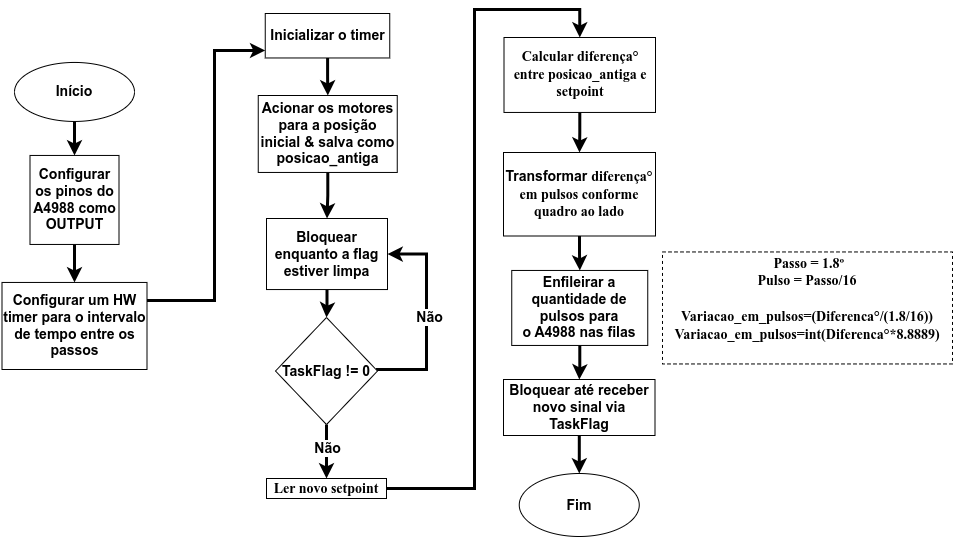 Início
Configurar
os pinos do
A4988 como
OUTPUT
Configurar um HW
timer para o intervalo
de tempo entre os
passos
Inicializar o timer
Acionar os motores
para a posição
inicial & salva como
posicao_antiga
Bloquear
enquanto a flag
estiver limpa
Não
TaskFlag != 0
Não
Ler novo setpoint
Calcular diferença°
entre posicao_antiga e
setpoint
Transformar diferença°
em pulsos conforme
quadro ao lado
Enfileirar a
quantidade de
pulsos para
o A4988 nas filas
Bloquear até receber
novo sinal via
TaskFlag
Fim
Passo = 1.8º
Pulso = Passo/16
Variacao_em_pulsos=(Diferenca°/(1.8/16))
Variacao_em_pulsos=int(Diferenca°*8.8889)